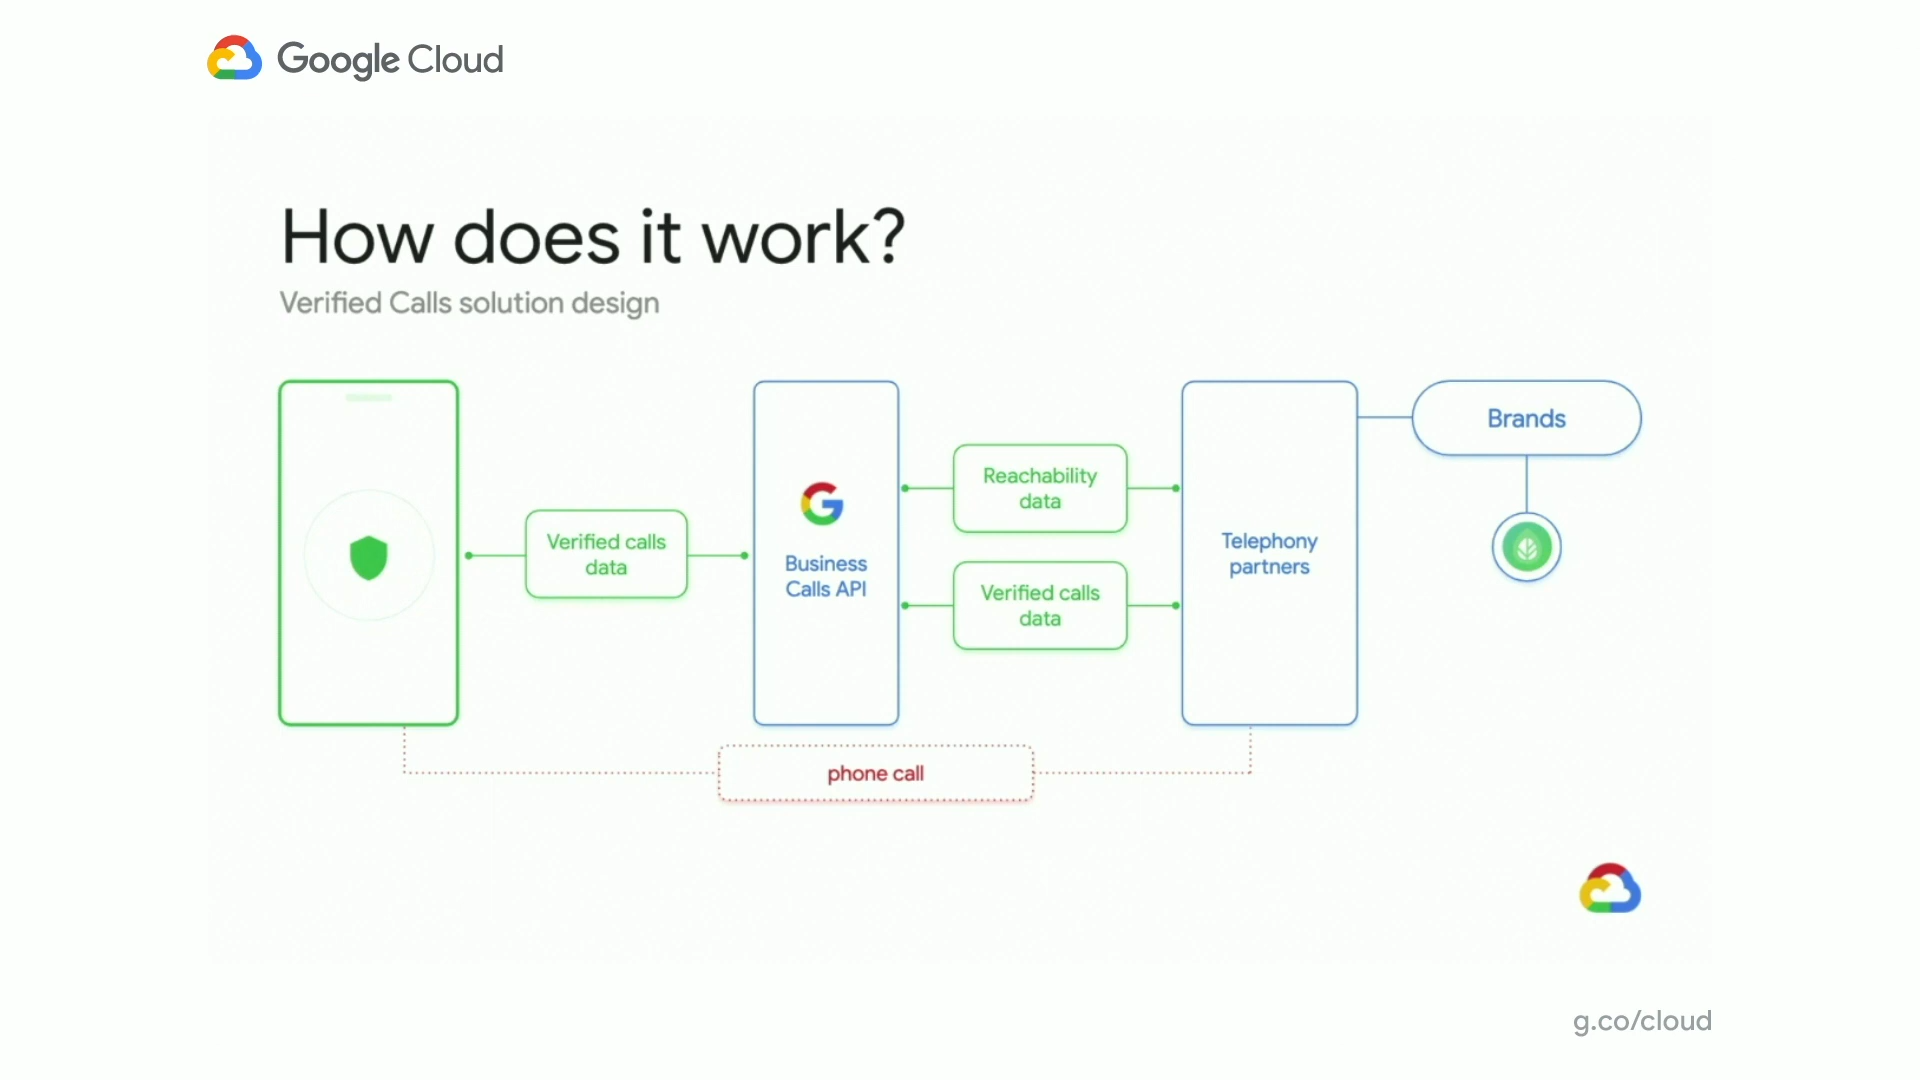 Google Cloud
How does it work?
Verified Calls solution design
Verified calls
data
Business
Calls API
Reachability
data
Verified calls
data
Telephony
partners
Brands
phone call
g.co/cloud